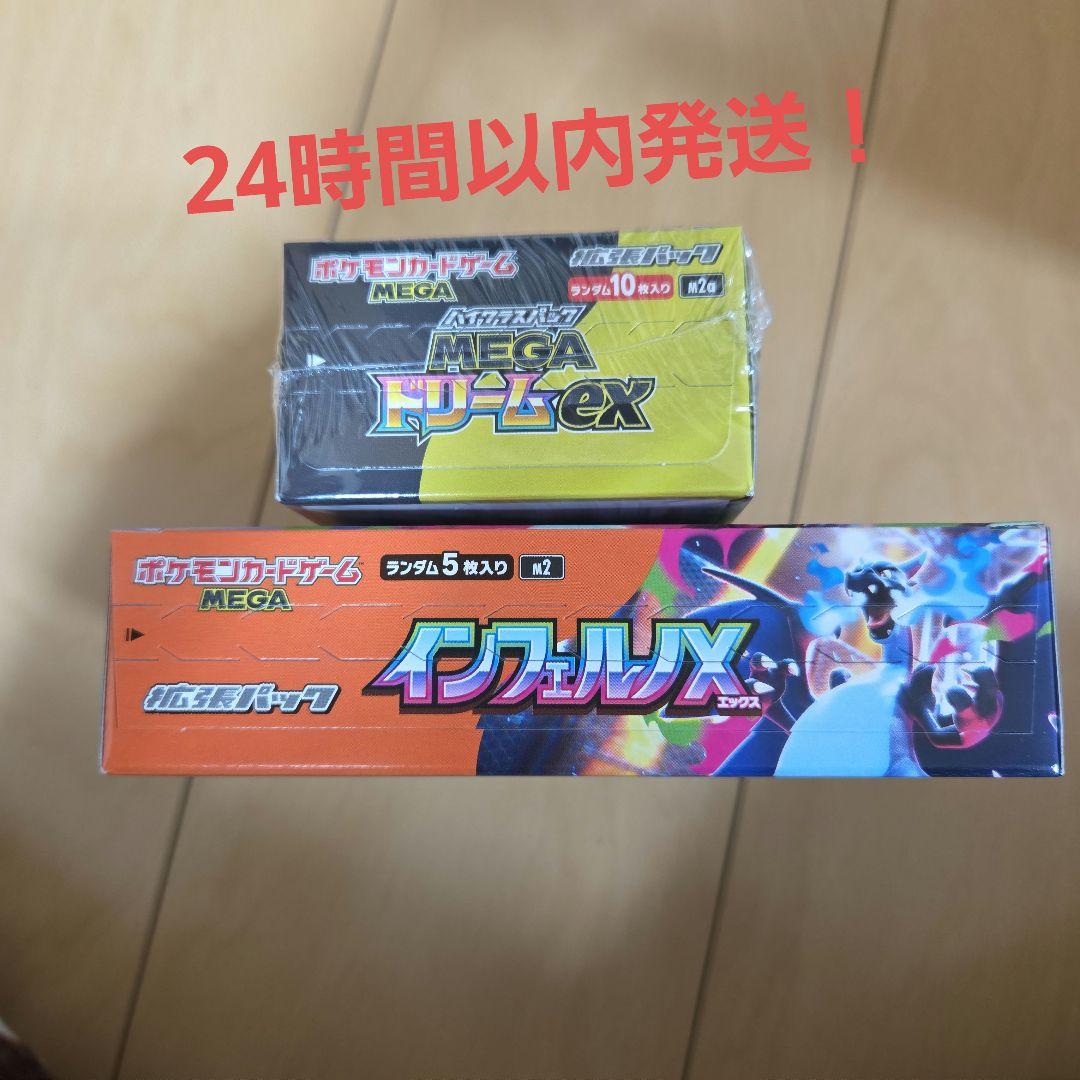 24時間以内発送！
ポケモンカードゲーム
MEGA
拡張パック
ランダム10枚入り M2a
ハイクラスパック
MEGA
ドリームex
ポケモンカードゲーム
MEGA
ランダム5枚入り M2
インフェルノX
エックス
拡張パック